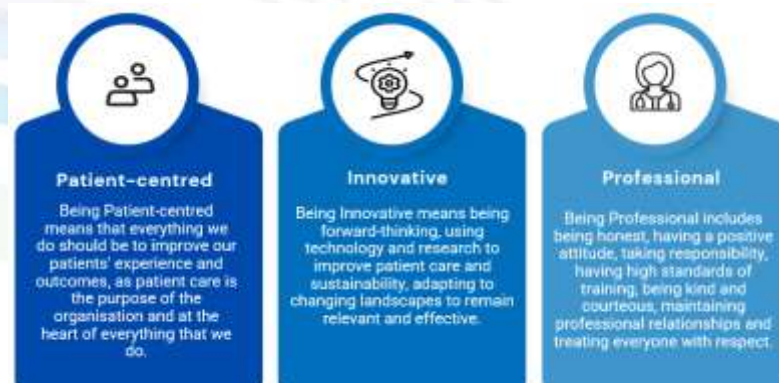 Patient-centred
Being Patient-centred
means that everything we
do should be to improve our
patients' experience and
outcomes, as patient care is
the purpose of the
organisation and at the
heart of everything that we
do.
Innovative
Being Innovative means being
forward-thinking, using
technology and research to
improve patient care and
sustainability, adapting to
changing landscapes to remain
relevant and effective.
Professional
Being Professional includes
being honest, having a positive
attitude, taking responsibility,
having high standards of
training, being kind and
courteous, maintaining
professional relationships and
treating everyone with respect.